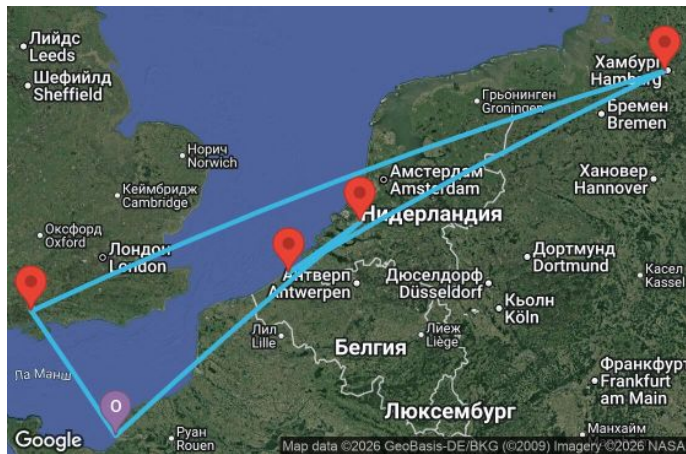 Лийдс
Leeds
Шефийлд
Sheffield
Хамбург
Hamburg
Грьонинген
Groningen
Бремен
Bremen
Норич
Norwich
Амстердам
Amsterdam
Хановер
Hannover
Кеймбридж
Cambridge
Нидерландия
Оксфорд
Oxford
Лондон
London
Дортмунд
Dortmund
Антверп
Antwerpen
Дюселдорф
Düsseldorf
Касел
Kassel
Кьолн
Köln
Лил
Lille
Лиеж
Liège
Белгия
Ла Манш
Франкфурт
Frankfurt
am Main
O
Люксембург
Руан
Rouen
Манхайм
Google
Map data ©2026 GeoBasis-DE/BKG (©2009) Imagery ©2026 NASA